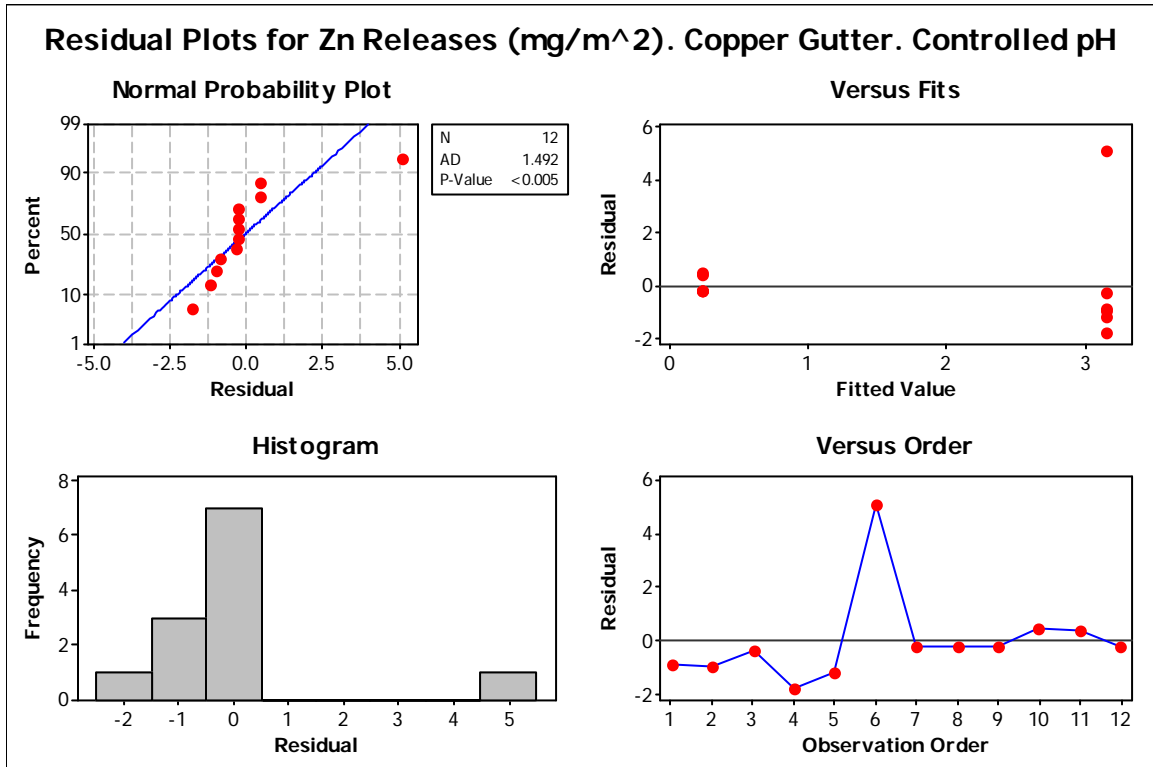 Residual Plots for Zn Releases (mg/m^2). Copper Gutter. Controlled pH
Normal Probability Plot
99
90
50
10
1
Percent
-5.0 -2.5 0.0 2.5 5.0
Residual
N 12
AD 1.492
P-Value <0.005
Versus Fits
6
4
2
0
-2
Residual
0 1 2 3
Fitted Value
Histogram
8
6
4
2
0
Frequency
-2 -1 0 1 2 3 4 5
Residual
Versus Order
6
4
2
0
-2
Residual
1 2 3 4 5 6 7 8 9 10 11 12
Observation Order